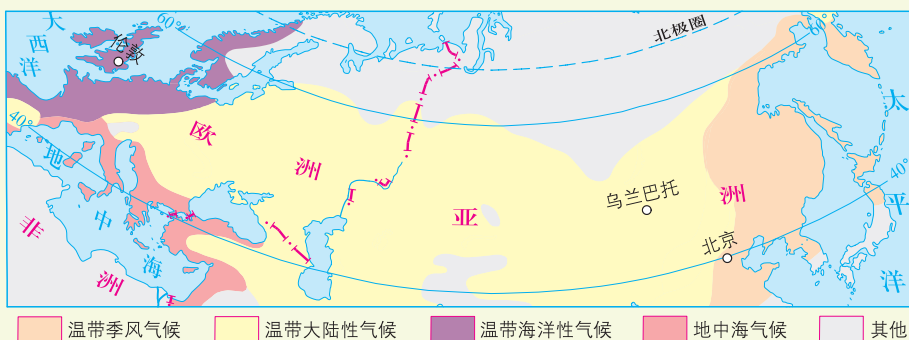 大西洋
伦敦
60°
北极圈
60°
太平洋
40°
40°
地中海
欧洲
亚洲
乌兰巴托
北京
非洲
温带季风气候
温带大陆性气候
温带海洋性气候
地中海气候
其他